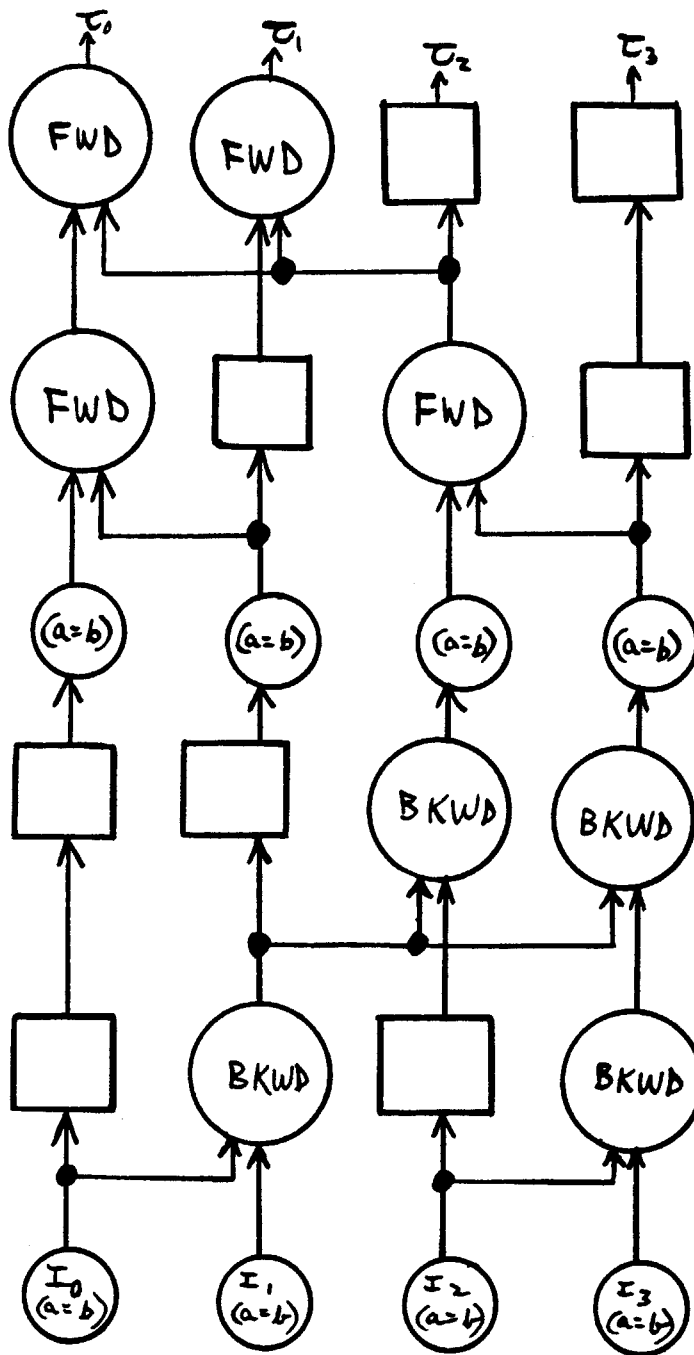 τ₀ τ₁ τ₂ τ₃
FWD FWD
FWD FWD
(a=b) (a=b) (a=b) (a=b)
BKWD BKWD
BKWD BKWD
I₀ I₁ I₂ I₃
(a=b) (a=b) (a=b) (a=b)